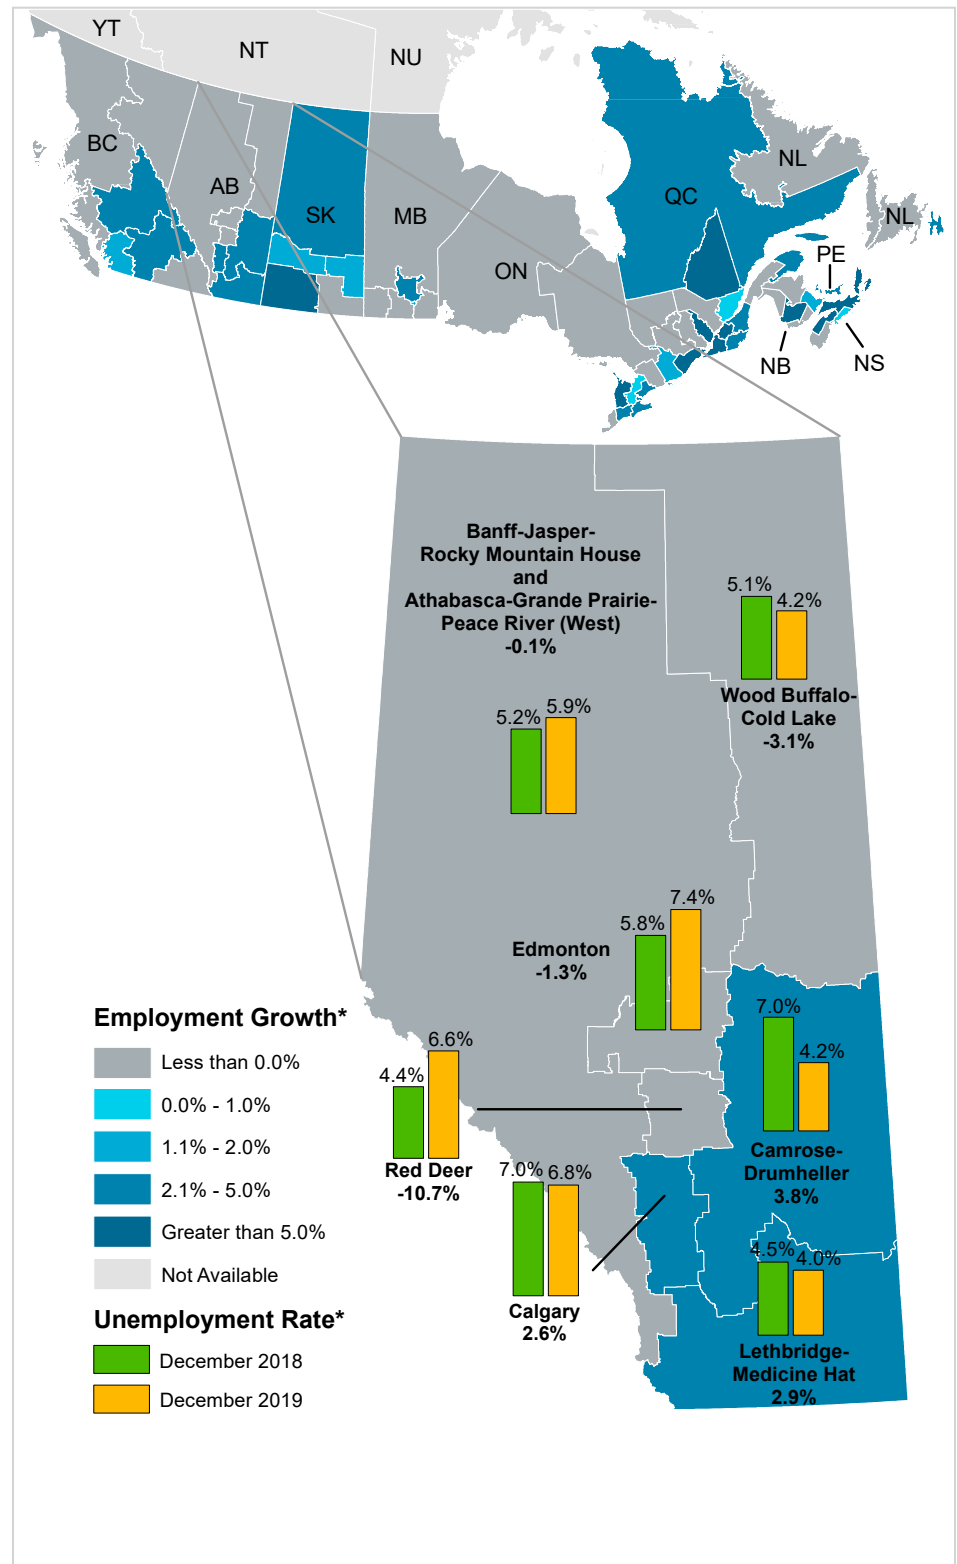 YT
NT
NU
BC
AB
SK
MB
ON
QC
NL
NL
PE
NB
NS
Banff-Jasper-
Rocky Mountain House
and
Athabasca-Grande Prairie-
Peace River (West)
-0.1%
5.2%
5.9%
5.1%
4.2%
Wood Buffalo-
Cold Lake
-3.1%
Edmonton
-1.3%
5.8%
7.4%
7.0%
4.2%
Camrose-
Drumheller
3.8%
4.4%
6.6%
Red Deer
-10.7%
7.0%
6.8%
Calgary
2.6%
4.5%
4.0%
Lethbridge-
Medicine Hat
2.9%
Employment Growth*
Less than 0.0%
0.0% - 1.0%
1.1% - 2.0%
2.1% - 5.0%
Greater than 5.0%
Not Available
Unemployment Rate*
December 2018
December 2019